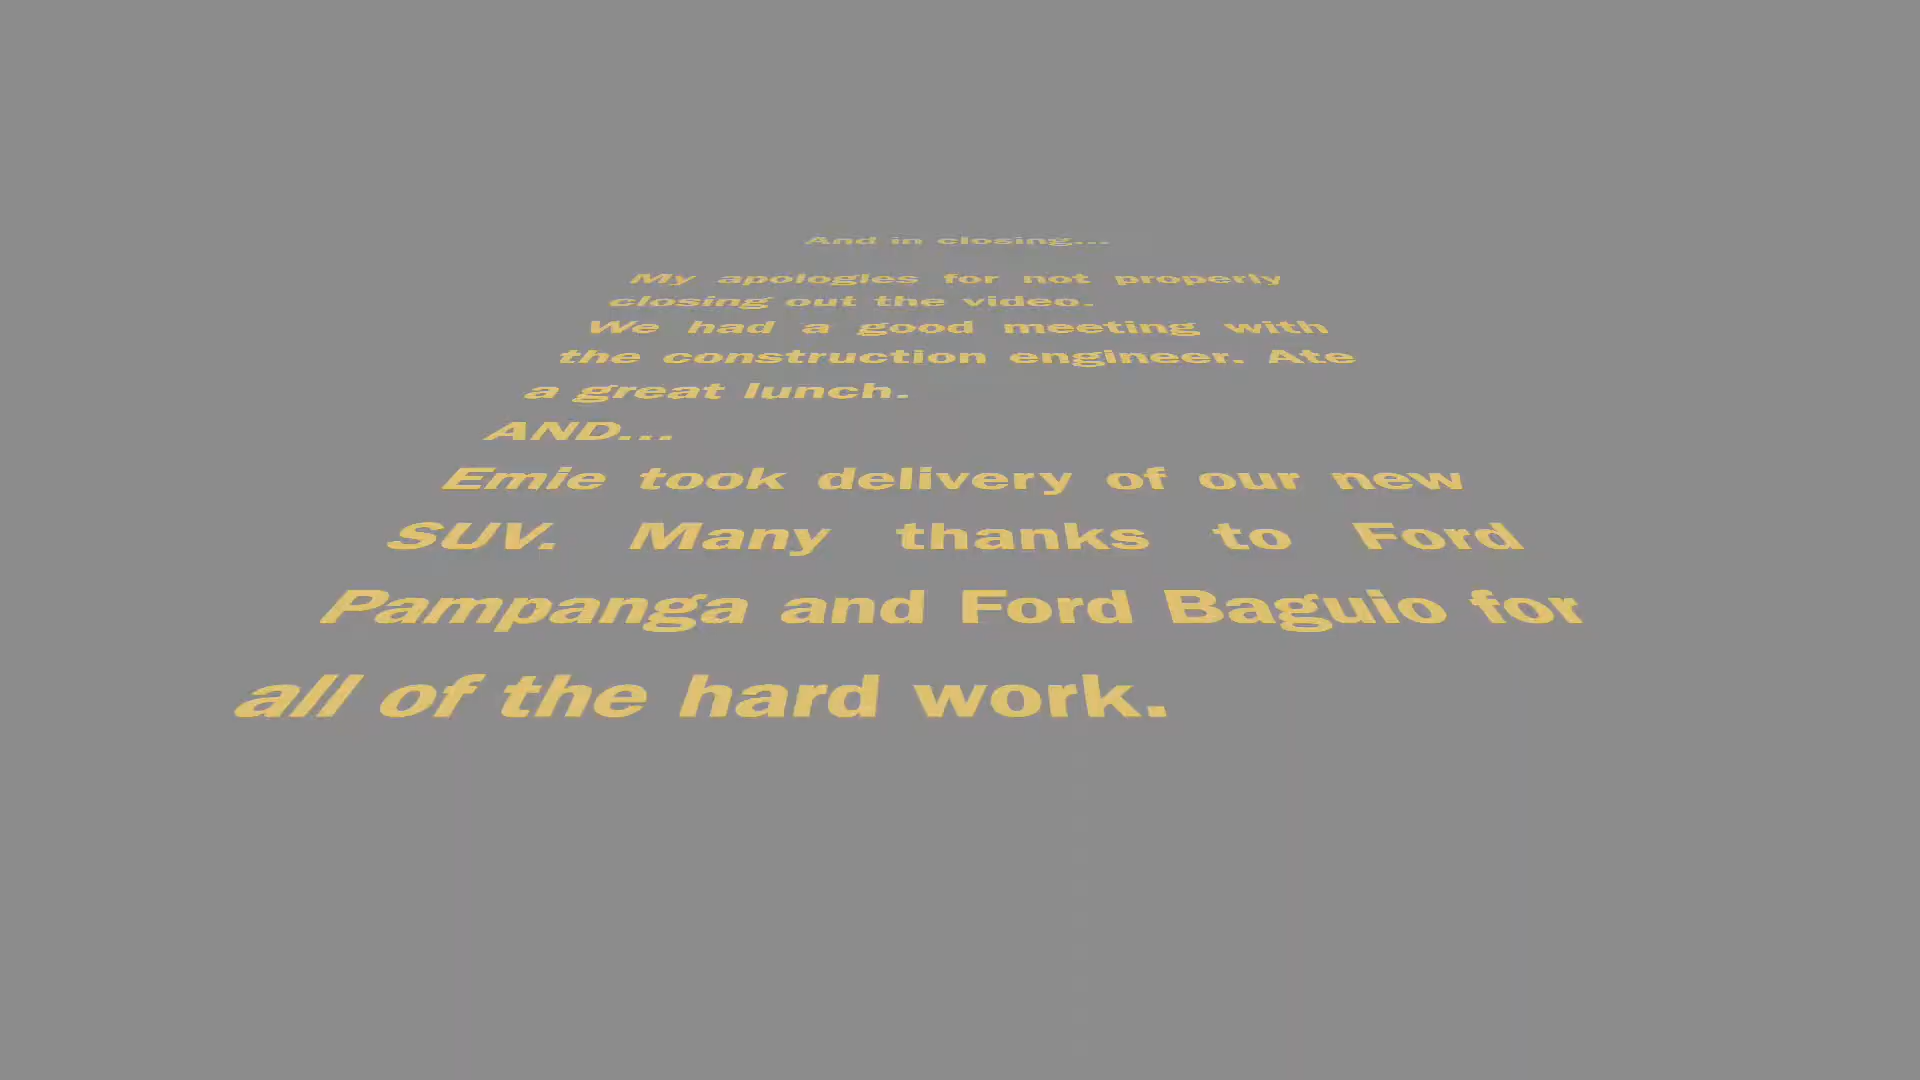 And in closing...
My apologies for not properly
closing out the video.
We had a good meeting with
the construction engineer. Ate
a great lunch.
AND...
Emie took delivery of our new
SUV. Many thanks to Ford
Pampanga and Ford Baguio for
all of the hard work.